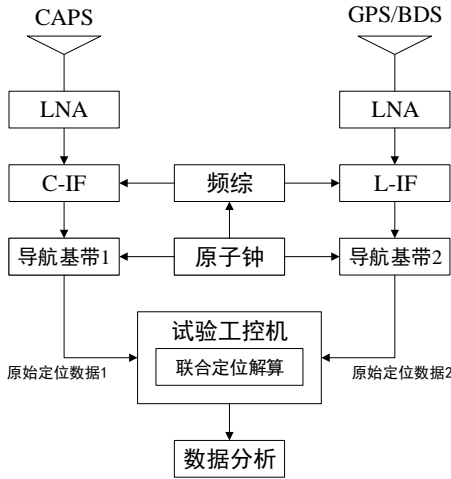 CAPS GPS/BDS
LNA LNA
C-IF 频综 L-IF
导航基带1 原子钟 导航基带2
试验工控机
联合定位解算
原始定位数据1 原始定位数据2
数据分析